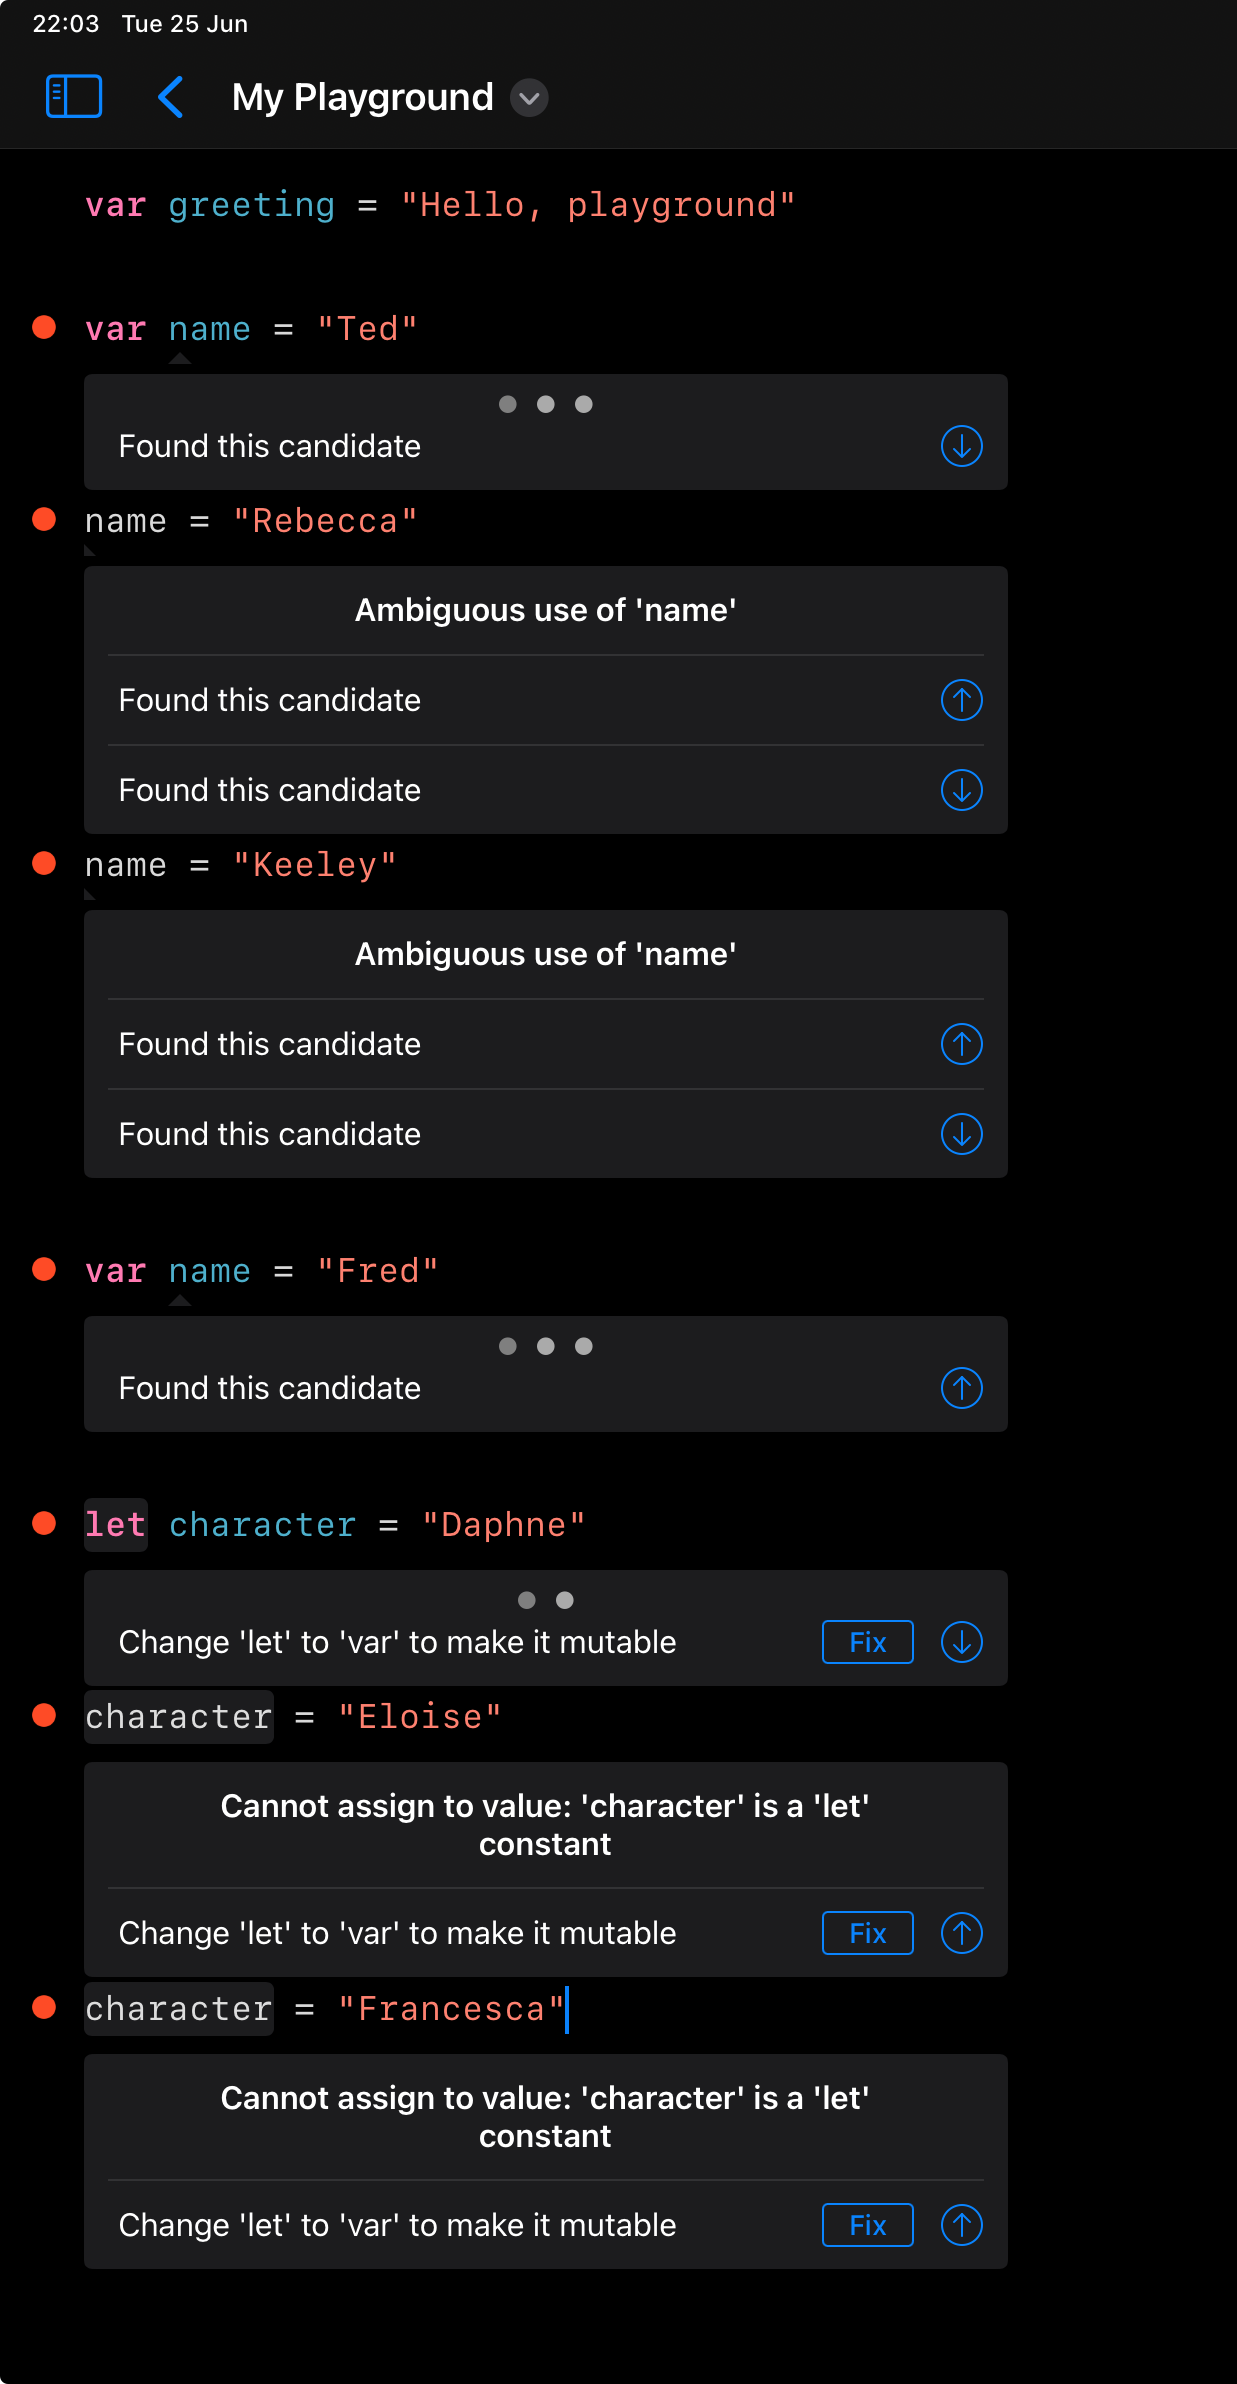 22:03 Tue 25 Jun
My Playground
var greeting = "Hello, playground"
var name = "Ted"
Found this candidate
name = "Rebecca"
Ambiguous use of 'name'
Found this candidate
Found this candidate
name = "Keeley"
Ambiguous use of 'name'
Found this candidate
Found this candidate
var name = "Fred"
Found this candidate
let character = "Daphne"
Change 'let' to 'var' to make it mutable Fix
character = "Eloise"
Cannot assign to value: 'character' is a 'let'
constant
Change 'let' to 'var' to make it mutable Fix
character = "Francesca"
Cannot assign to value: 'character' is a 'let'
constant
Change 'let' to 'var' to make it mutable Fix